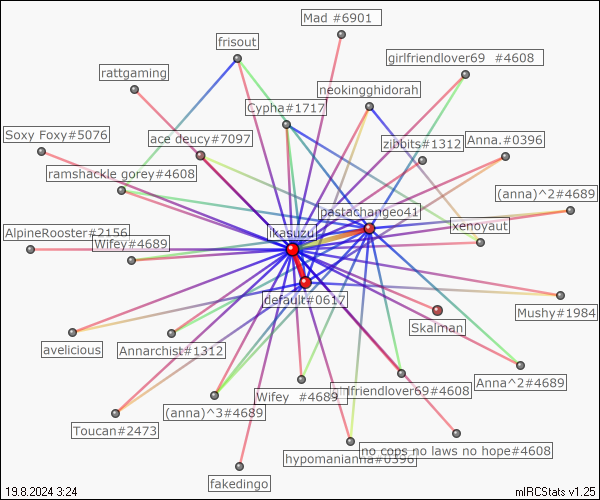 Mad #6901
frisout
girlfriendlover69 #4608
rattgaming
neokingghidorah
Cypha#1717
Soxy Foxy#5076
ace deucy#7097
zibbits#1312
Anna.#0396
ramshackle gorey#4608
(anna)^2#4689
pastachangeo41
xenoyaut
AlpineRooster#2156
Wifey#4689
ikasuzu
default#0617
Mushy#1984
Skalman
avelicious
Annarchist#1312
Anna^2#4689
girlfriendlover69#4608
Wifey #4689
(anna)^3#4689
Toucan#2473
no cops no laws no hope#4608
hypomanianna#0396
fakedingo
19.8.2024 3:24
mIRCStats v1.25